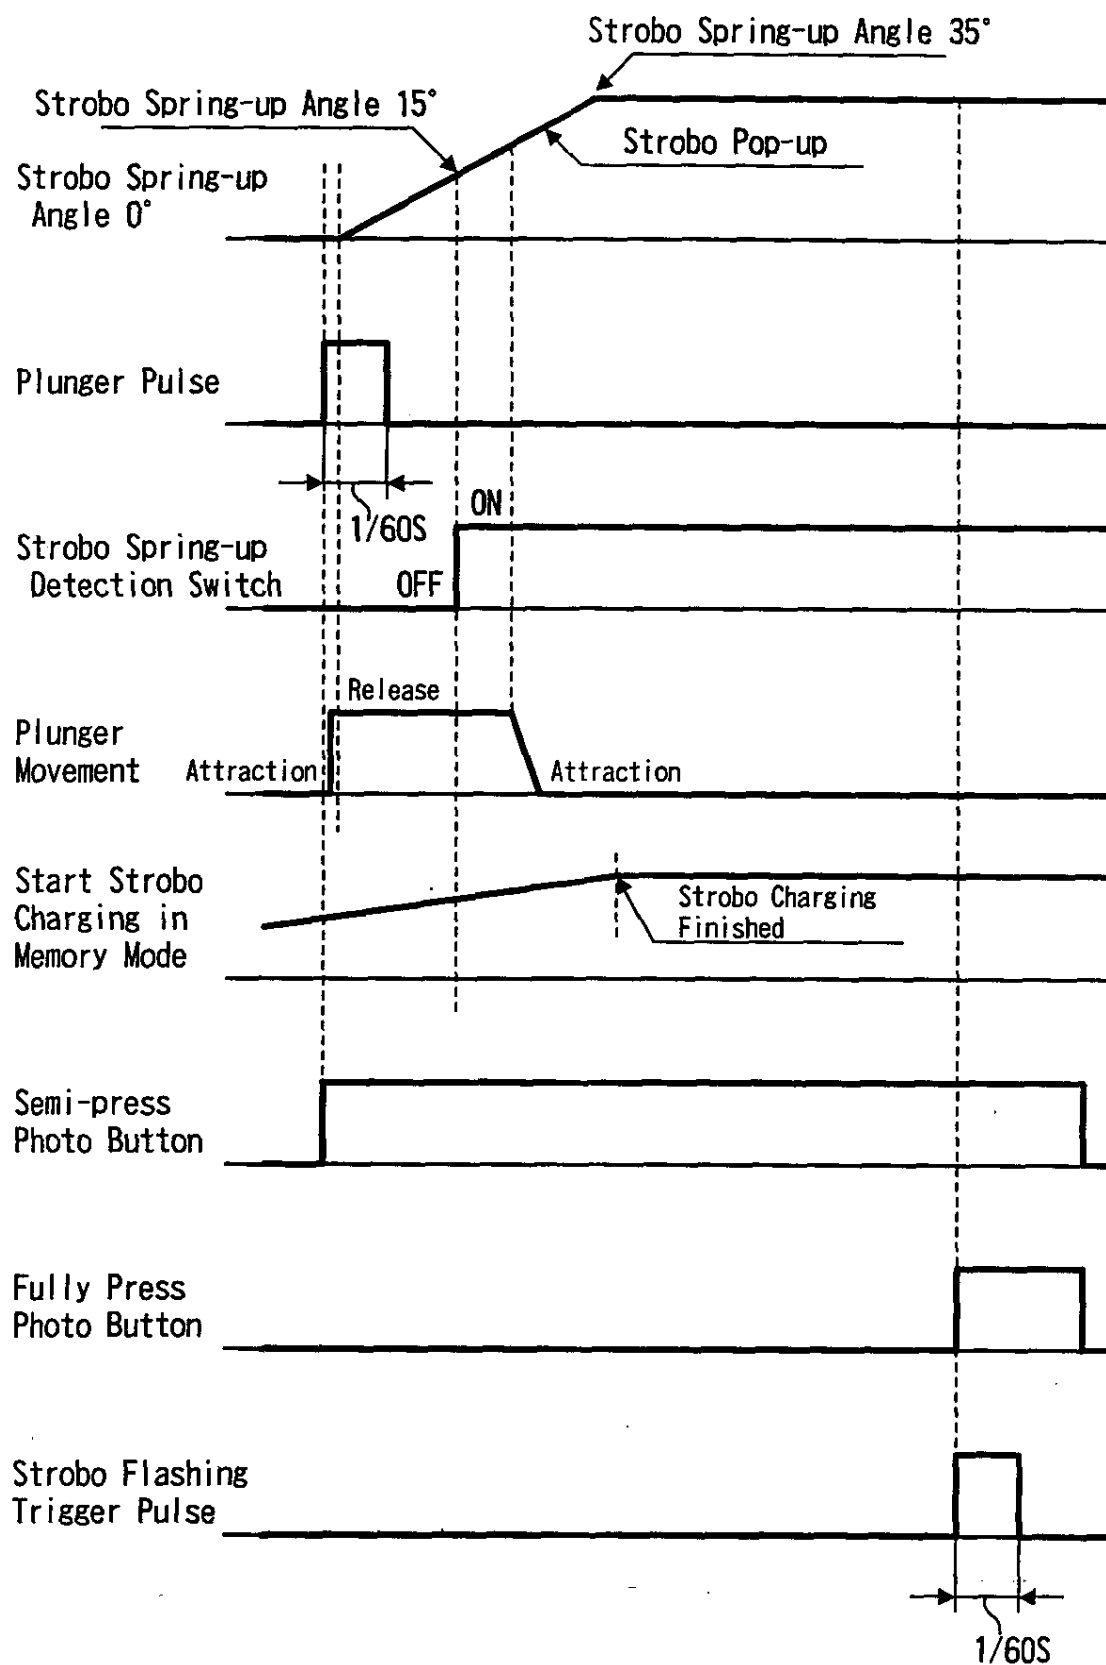 Strobo Spring-up Angle 35°
Strobo Spring-up Angle 15°
Strobo Pop-up
Strobo Spring-up
Angle 0°
Plunger Pulse
1/60S
ON
Strobo Spring-up
Detection Switch
OFF
Release
Plunger
Movement
Attraction
Attraction
Start Strobo
Charging in
Memory Mode
Strobo Charging
Finished
Semi-press
Photo Button
Fully Press
Photo Button
Strobo Flashing
Trigger Pulse
1/60S